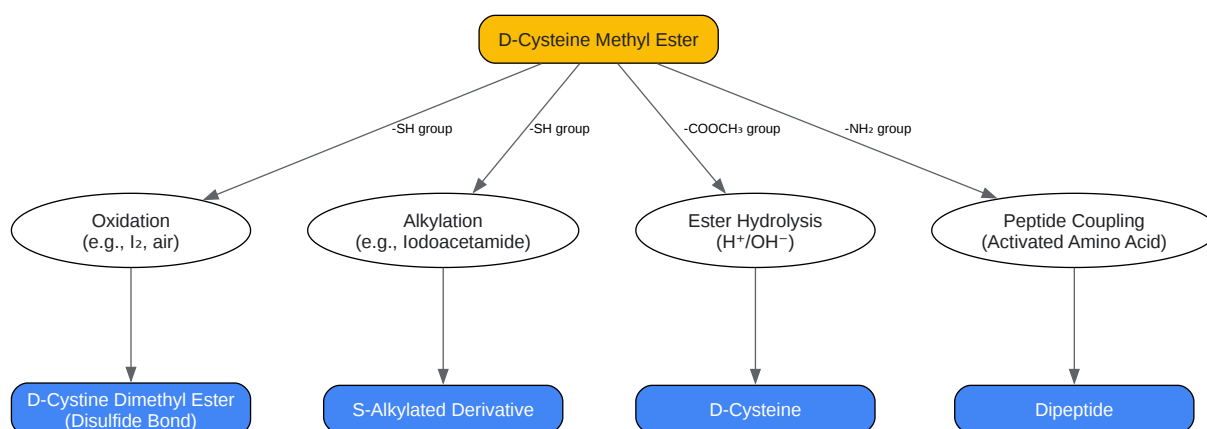 D-Cysteine Methyl Ester
-SH group
-SH group
-COOCH₃ group
-NH₂ group
Oxidation
(e.g., I₂, air)
Alkylation
(e.g., Iodoacetamide)
Ester Hydrolysis
(H⁺/OH⁻)
Peptide Coupling
(Activated Amino Acid)
D-Cystine Dimethyl Ester
(Disulfide Bond)
S-Alkylated Derivative
D-Cysteine
Dipeptide